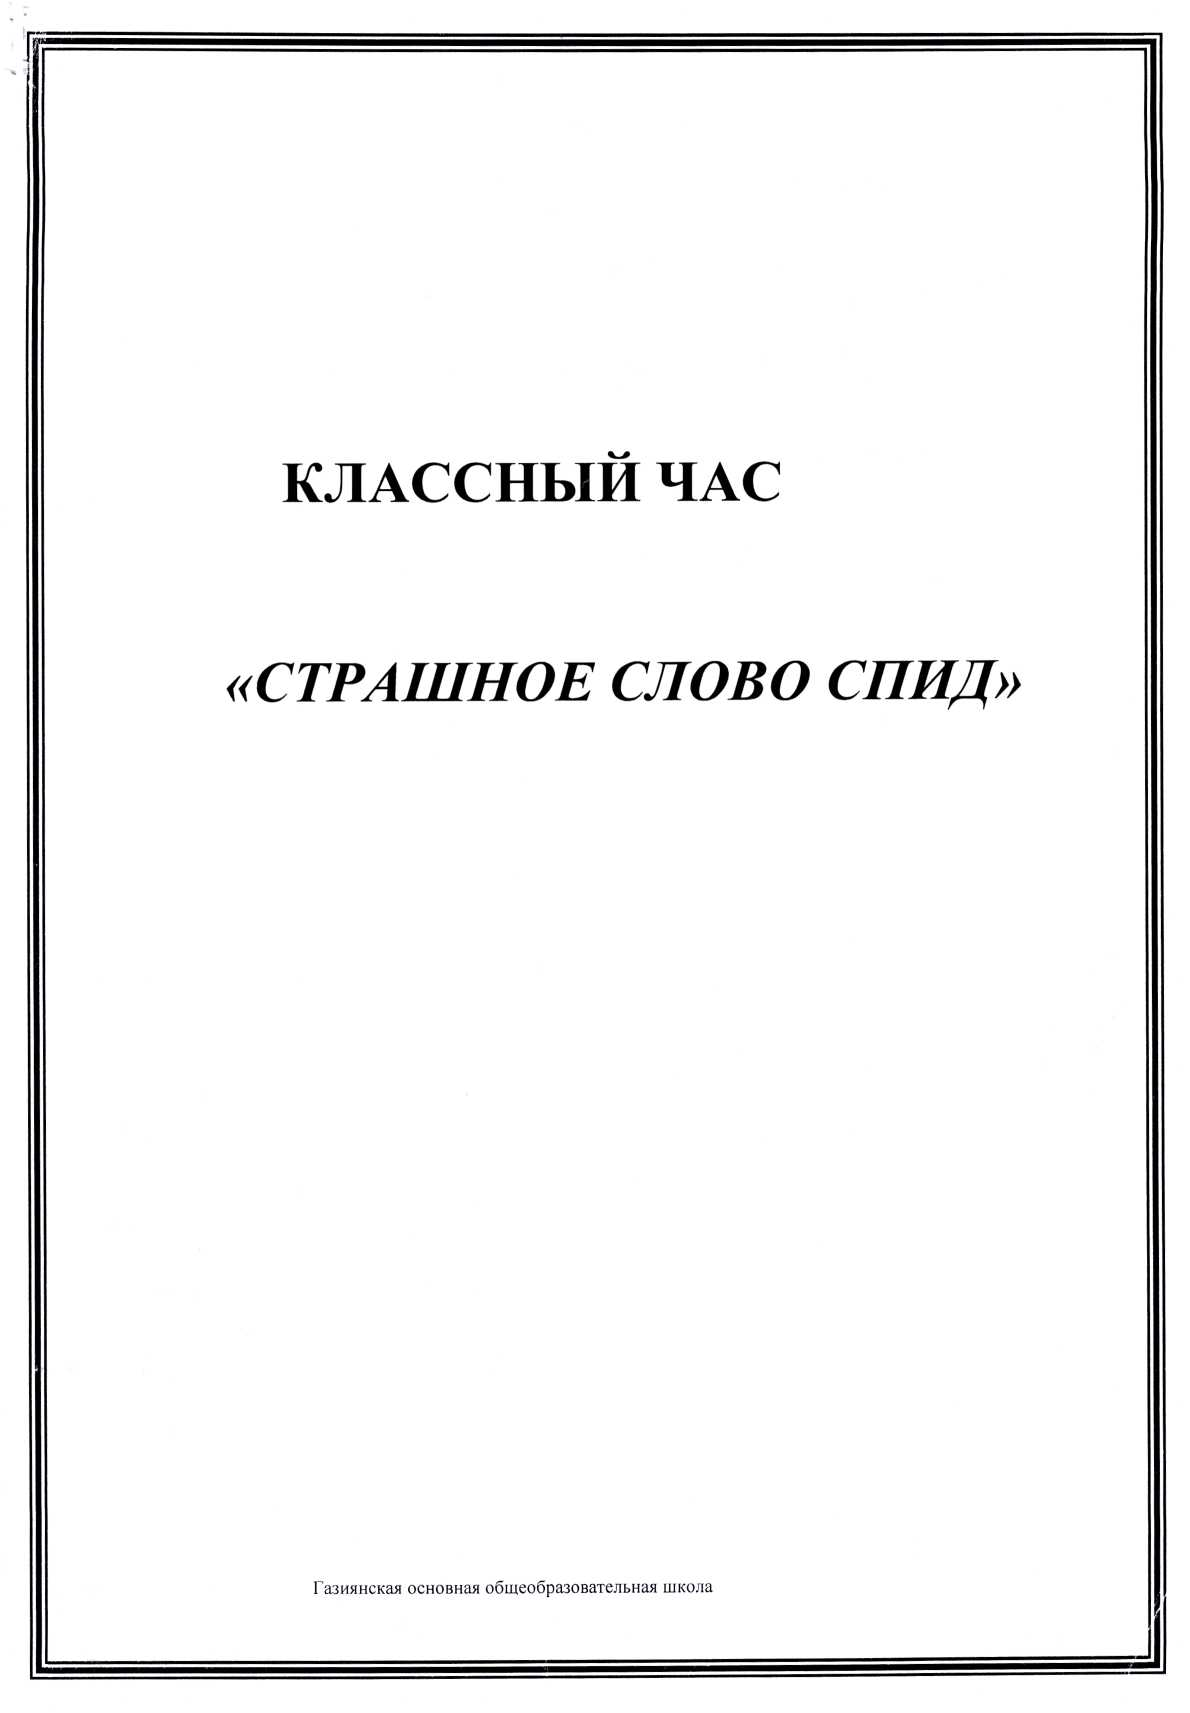 КЛАССНЫЙ ЧАС
«СТРАШНОЕ СЛОВО СПИД»
Газиянская основная общеобразовательная школа